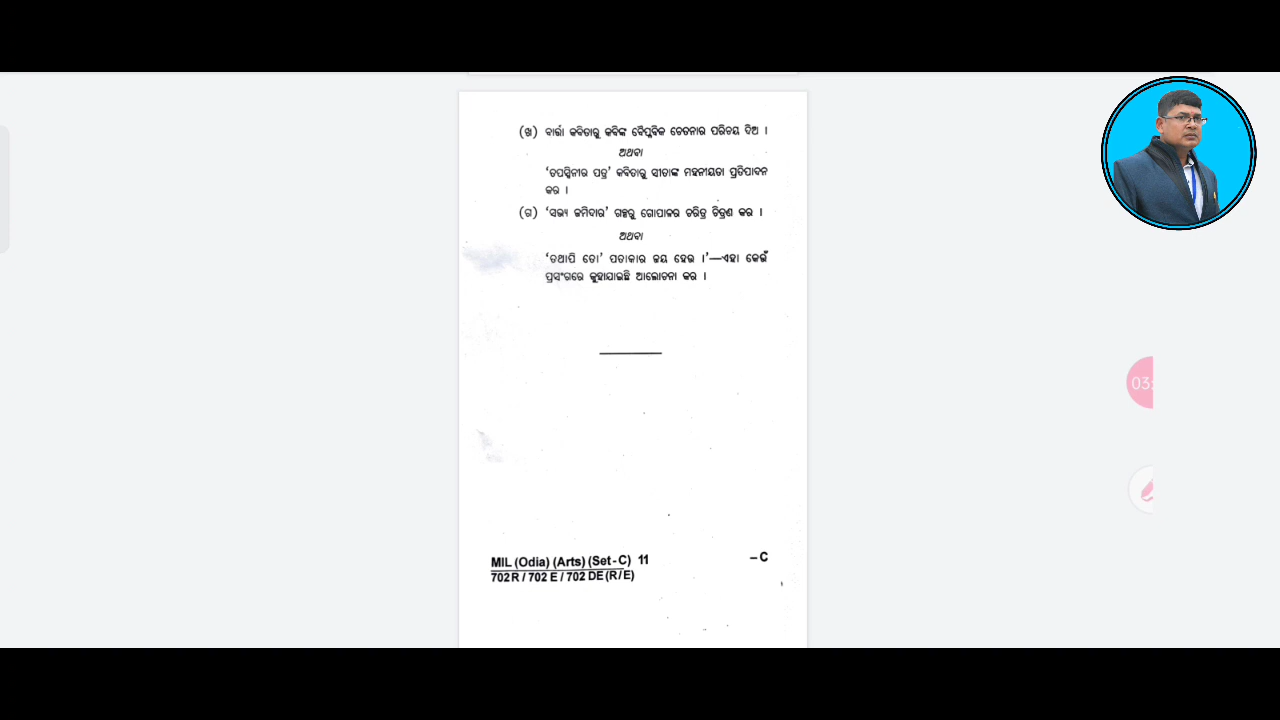 (ଖ) ବାର୍ତ୍ତା କବିତାରୁ କବିଙ୍କ ବୈପ୍ଳବିକ ଚେତନାର ପରିଚୟ ଦିଅ ।
ଅଥବା
‘ତପସ୍ୱିନୀର ପତ୍ର’ କବିତାରୁ ସୀତାଙ୍କ ମହନୀୟତା ପ୍ରତିପାଦନ
କର ।
(ଗ) ‘ସଭ୍ୟ ଜମିଦାର’ ଗଳ୍ପରୁ ଗୋପାଳର ଚରିତ୍ର ଚିତ୍ରଣ କର ।
ଅଥବା
‘ତଥାପି ତୋ’ ପତାକାର ଜୟ ହେଉ ।’—ଏହା କେଉଁ
ପ୍ରସଂଗରେ କୁହାଯାଇଛି ଆଲୋଚନା କର ।
MIL (Odia) (Arts) (Set-C) 11 –C
702 R / 702 E / 702 DE (R/E)